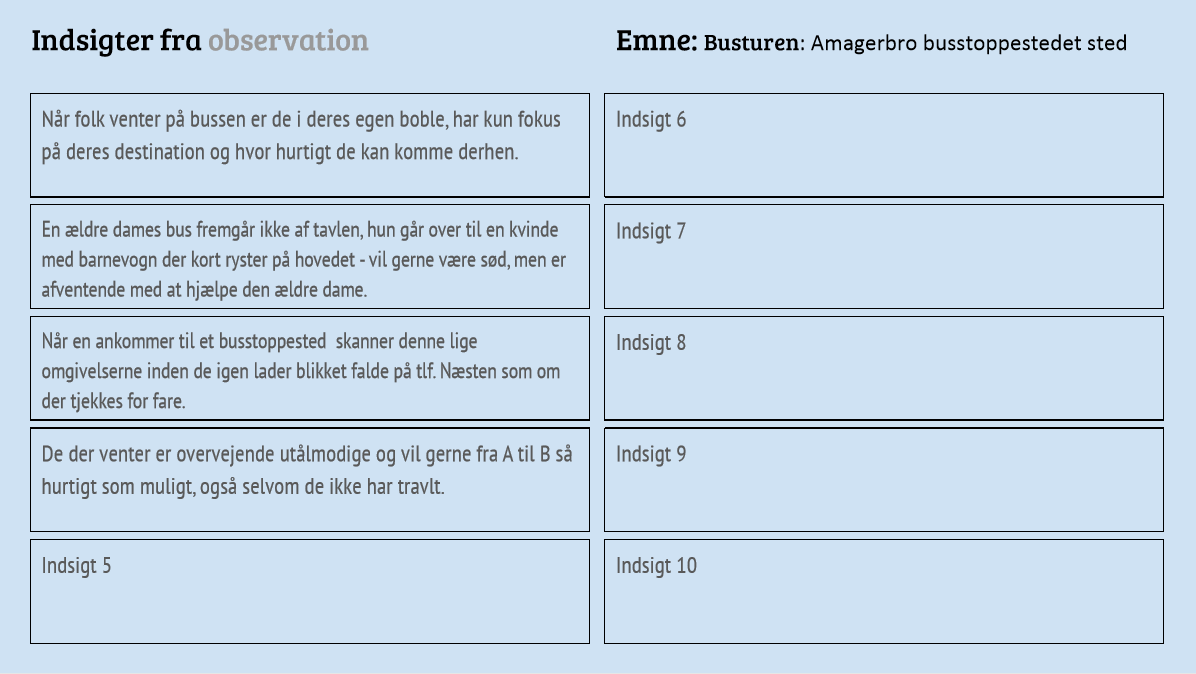 Indsigter fra observation
Emne: Busturen: Amagerbro busstoppestedet sted
Når folk venter på bussen er de i deres egen boble, har kun fokus
på deres destination og hvor hurtigt de kan komme derhen.
En ældre dames bus fremgår ikke af tavlen, hun går over til en kvinde
med barnevogn der kort ryster på hovedet - vil gerne være sød, men er
afventende med at hjælpe den ældre dame.
Når en ankommer til et busstoppested  skanner denne lige
omgivelserne inden de igen lader blikket falde på tlf. Næsten som om
der tjekkes for fare.
De der venter er overvejende utålmodige og vil gerne fra A til B så
hurtigt som muligt, også selvom de ikke har travlt.
Indsigt 5
Indsigt 6
Indsigt 7
Indsigt 8
Indsigt 9
Indsigt 10